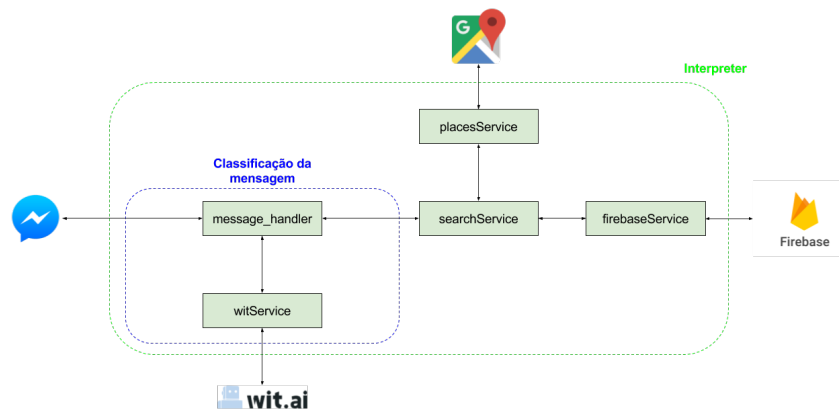 G
Interpreter
placesService
Classificação da
mensagem
message_handler
searchService
firebaseService
Firebase
witService
wit.ai